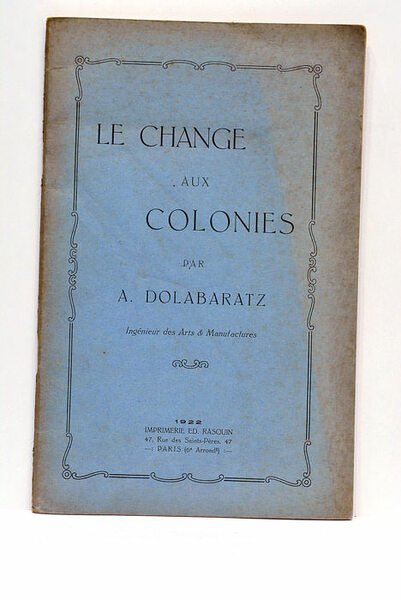 LE CHANGE
AUX
COLONIES
PAR
A. DOLABARATZ
Ingénieur des Arts & Manufactures
1922
IMPRIMERIE ED. RASQUIN
47, Rue des Saints-Pères, 47
—: PARIS (6e Arrondt) :—